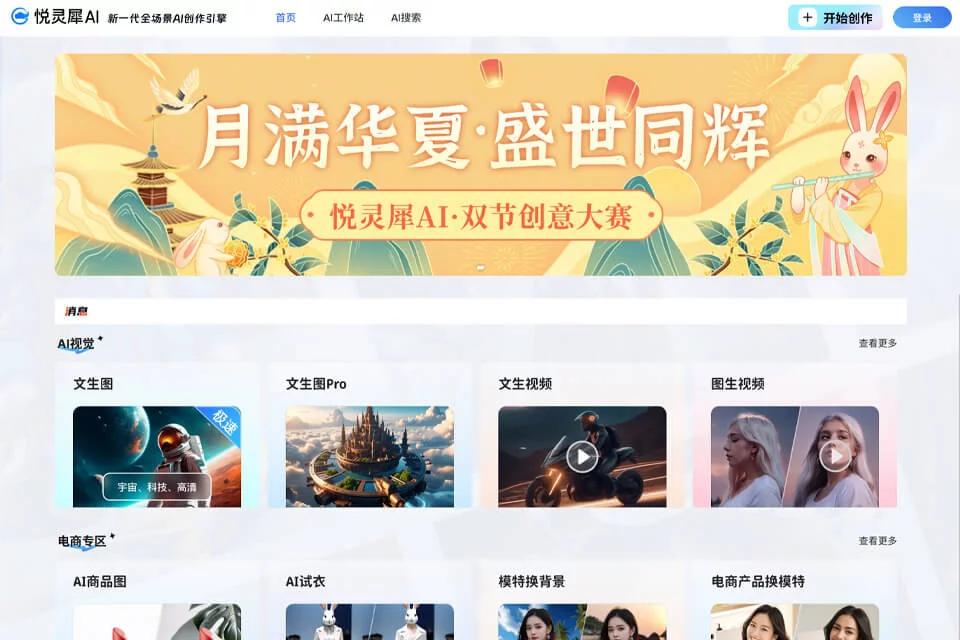 悦灵犀AI 新一代全场景AI创作引擎 首页 AI工作站 AI搜索 + 开始创作 登录
月满华夏·盛世同辉
悦灵犀AI·双节创意大赛
消息
AI视觉 查看更多
文生图 文生图Pro 文生视频 图生视频
极速
宇宙、科技、高清
电商专区 查看更多
AI商品图 AI试衣 模特换背景 电商产品换模特